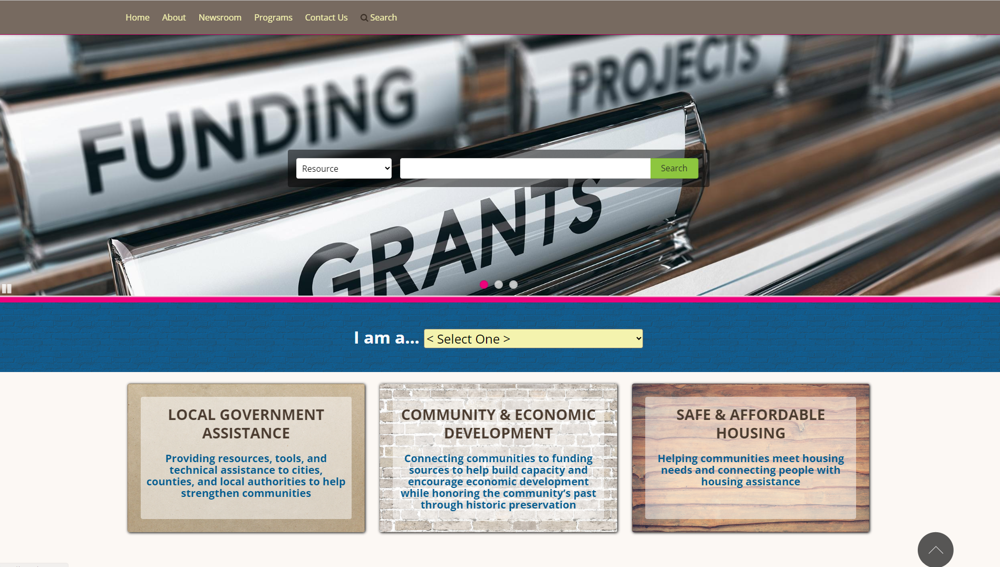 Home About Newsroom Programs Contact Us Search
FUNDING
PROJECTS
Resource
Search
GRANTS
I am a... < Select One >
LOCAL GOVERNMENT
ASSISTANCE
Providing resources, tools, and
technical assistance to cities,
counties, and local authorities to help
strengthen communities
COMMUNITY & ECONOMIC
DEVELOPMENT
Connecting communities to funding
sources to help build capacity and
encourage economic development
while honoring the community's past
through historic preservation
SAFE & AFFORDABLE
HOUSING
Helping communities meet housing
needs and connecting people with
housing assistance